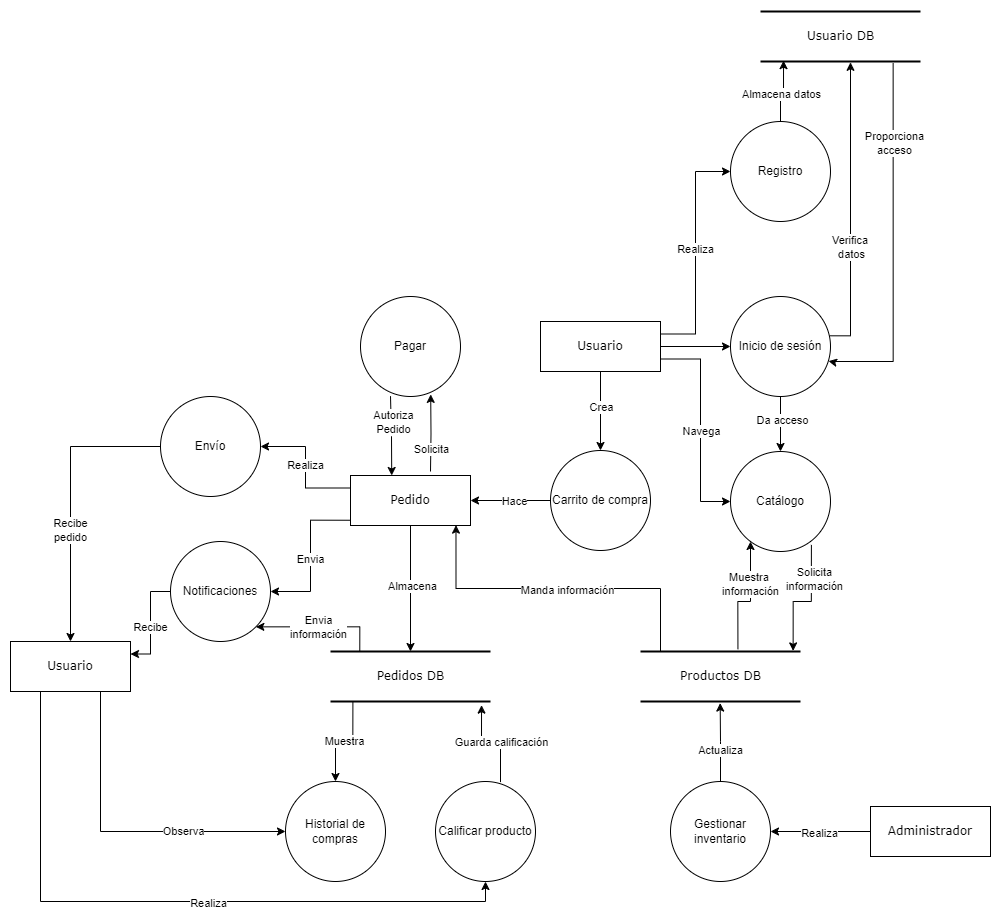 Usuario DB
Almacena datos
Proporciona
acceso
Registro
Realiza
Verifica
datos
Pagar
Usuario
Inicio de sesión
Autoriza
Pedido
Crea
Da acceso
Envío
Solicita
Navega
Realiza
Pedido
Hace
Carrito de compra
Catálogo
Recibe
pedido
Envia
Notificaciones
Almacena
Manda información
Muestra
información
Solicita
información
Recibe
Envia
información
Usuario
Pedidos DB
Productos DB
Muestra
Guarda calificación
Actualiza
Observa
Historial de
compras
Calificar producto
Gestionar
inventario
Realiza
Administrador
Realiza